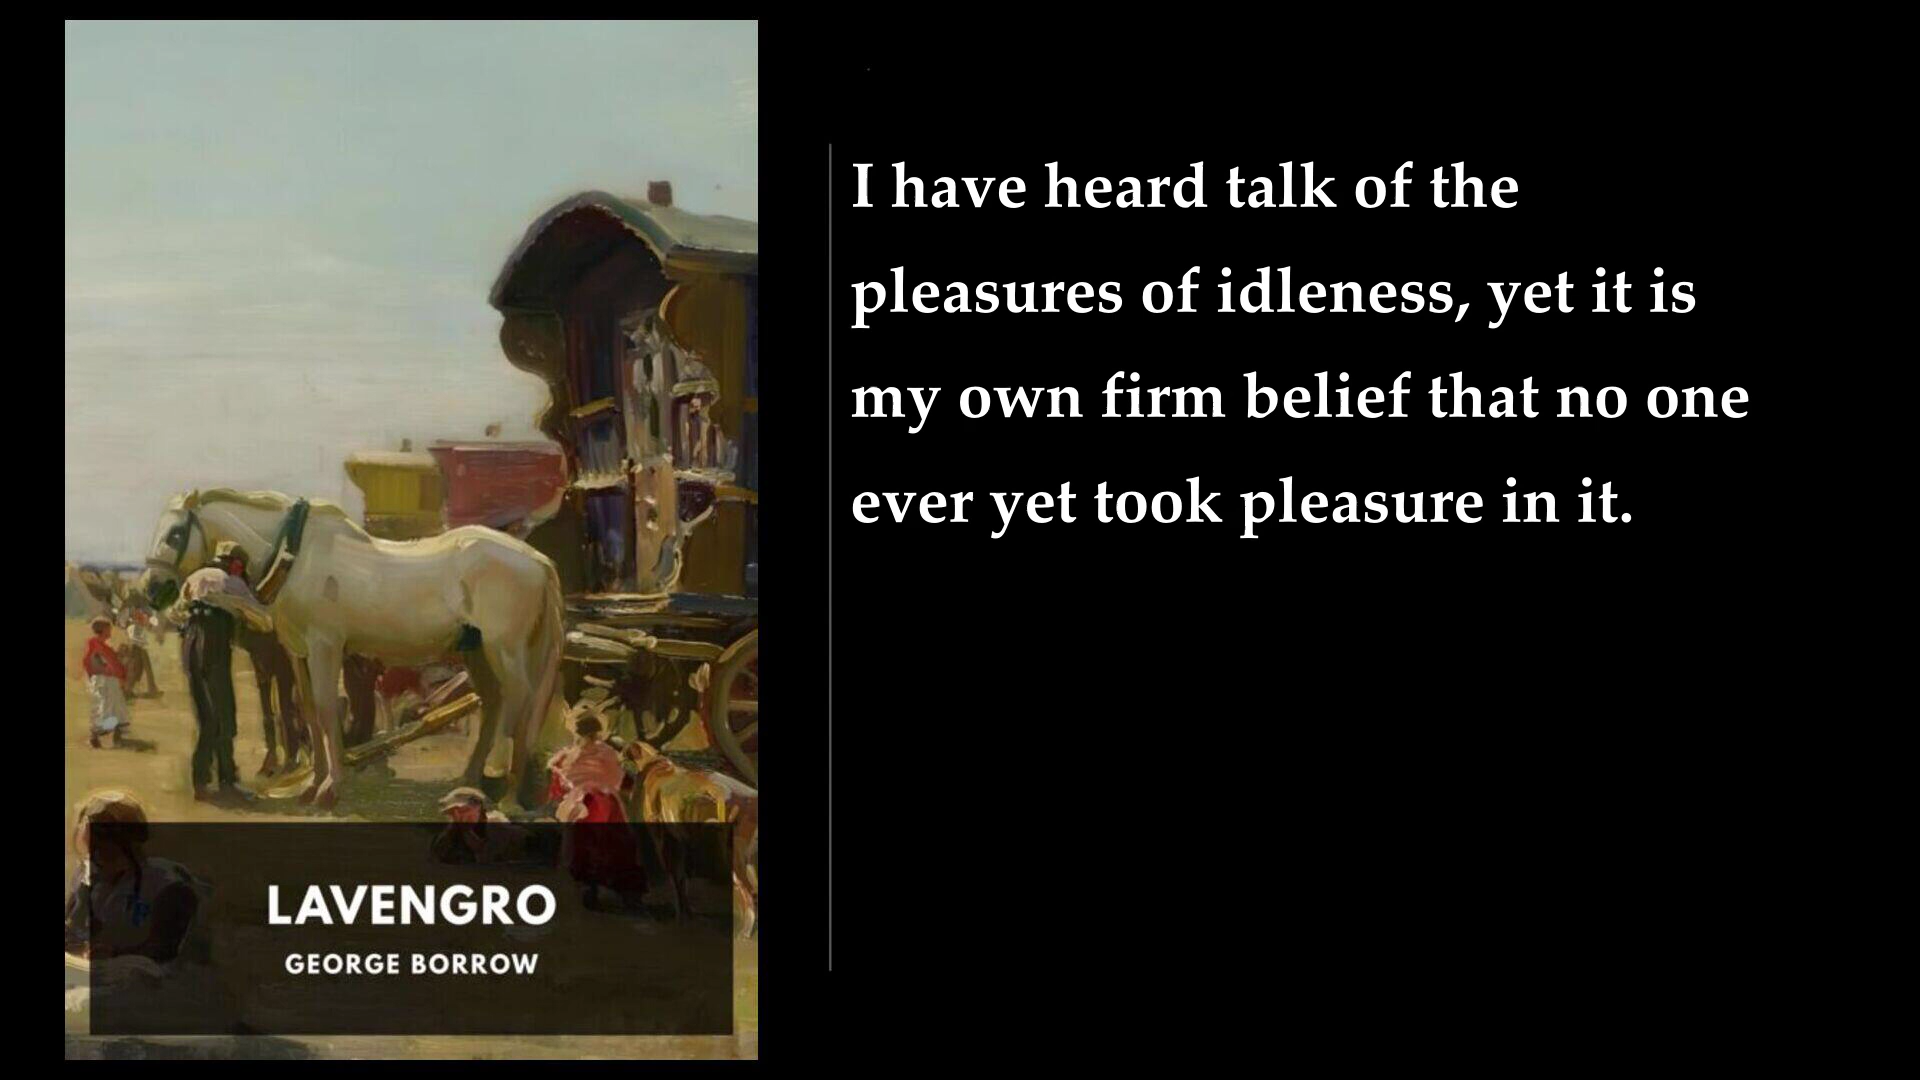 I have heard talk of the
pleasures of idleness, yet it is
my own firm belief that no one
ever yet took pleasure in it.
LAVENGRO
GEORGE BORROW